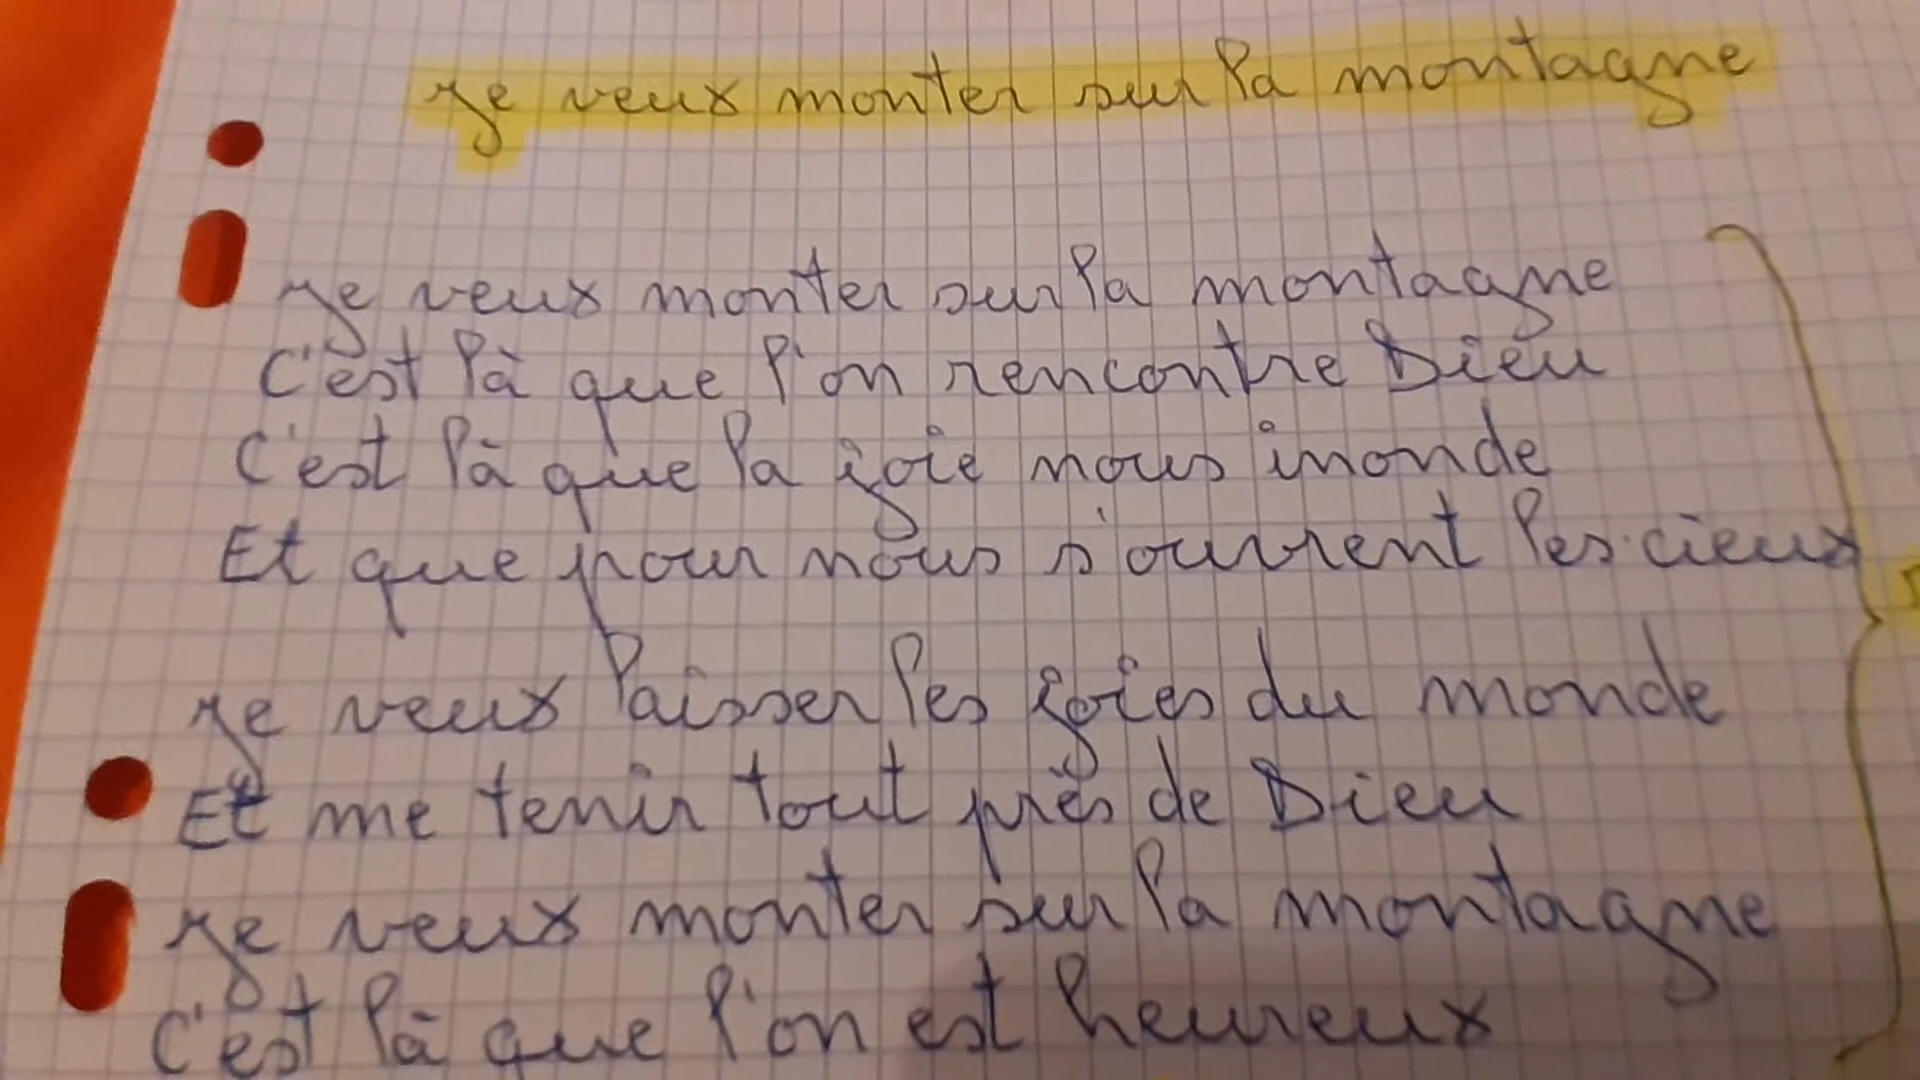 Je veux monter sur la montagne
Je veux monter sur la montagne
C'est là que l'on rencontre Dieu
C'est là que la joie nous inonde
Et que pour nous s'ouvrent les cieux
Je veux laisser les joies du monde
Et me tenir tout près de Dieu
Je veux monter sur la montagne
C'est là que l'on est heureux